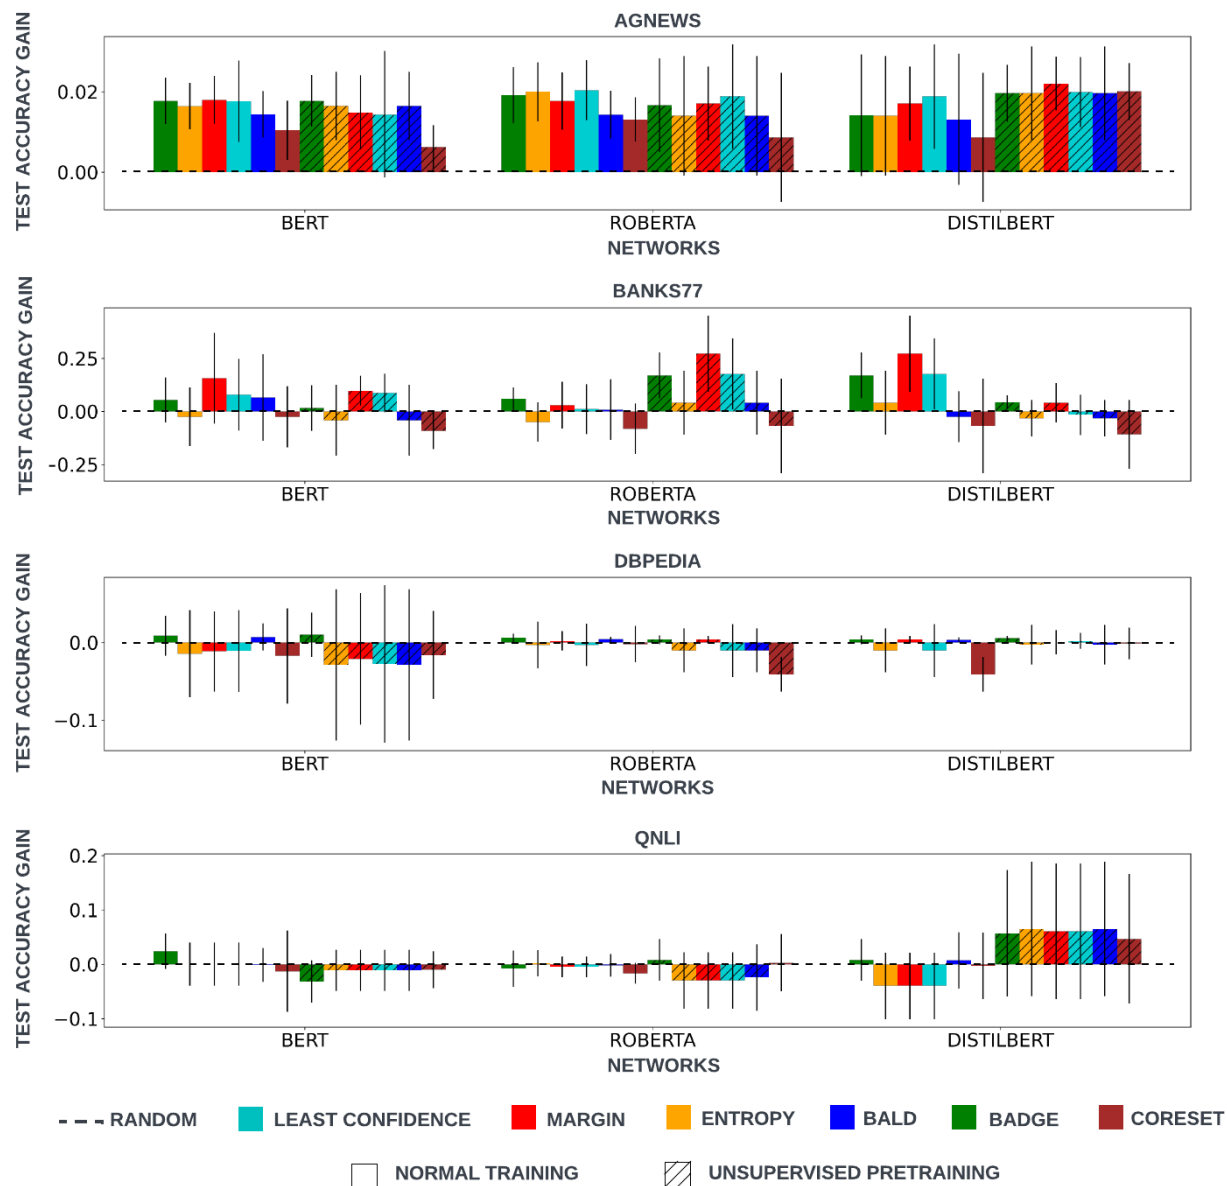 AGNEWS
TEST ACCURACY GAIN
0.02
0.00
BERT ROBERTA DISTILBERT
NETWORKS
BANKS77
TEST ACCURACY GAIN
0.25
0.00
-0.25
BERT ROBERTA DISTILBERT
NETWORKS
DBPEDIA
TEST ACCURACY GAIN
0.0
−0.1
BERT ROBERTA DISTILBERT
NETWORKS
QNLI
TEST ACCURACY GAIN
0.2
0.1
0.0
−0.1
BERT ROBERTA DISTILBERT
NETWORKS
RANDOM LEAST CONFIDENCE MARGIN ENTROPY BALD BADGE CORESET
NORMAL TRAINING UNSUPERVISED PRETRAINING